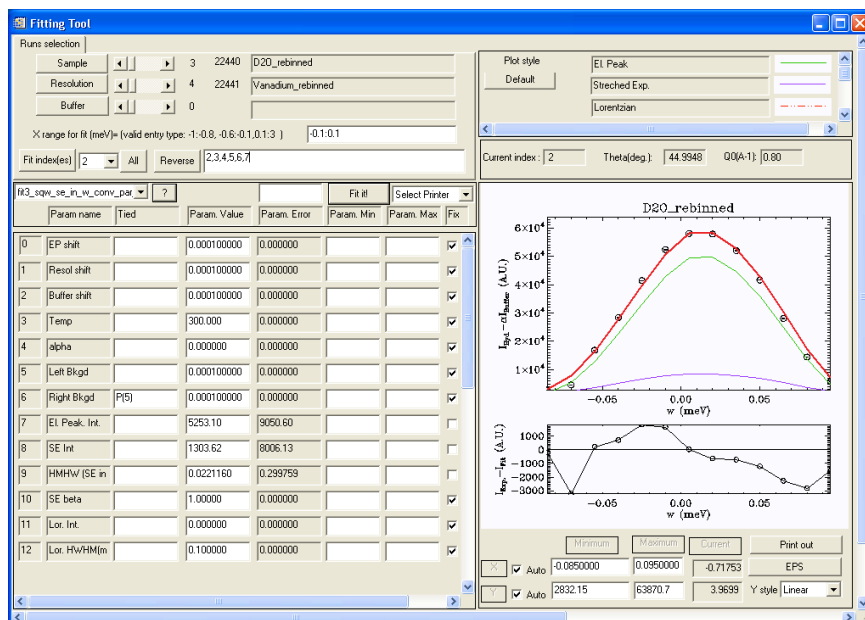 Fitting Tool
Runs selection
Sample 3 22440 D2O_rebinned
Resolution 4 22441 Vanadium_rebinned
Buffer 0
X range for fit (meV)= (valid entry type: -1:-0.8, -0.6:-0.1,0.1:3 ) -0.1:0.1
Fit index(es) 2 All Reverse 2,3,4,5,6,7
Plot style
Default
El. Peak
Streched Exp.
Lorentzian
Current index : 2 Theta(deg.): 44.9948 Q0(A-1): 0.80
fit3_sqw_se_in_w_conv_par ? Fit it! Select Printer
Param name Tied Param. Value Param. Error Param. Min Param. Max Fix
0 EP shift 0.000100000 0.000000
1 Resol shift 0.000100000 0.000000
2 Buffer shift 0.000100000 0.000000
3 Temp 300.000 0.000000
4 alpha 0.000000 0.000000
5 Left Bkgd 0.000100000 0.000000
6 Right Bkgd P(5) 0.000100000 0.000000
7 El. Peak. Int. 5253.10 9050.60
8 SE Int 1303.62 8006.13
9 HMHW (SE in 0.0221160 0.299759
10 SE beta 1.00000 0.000000
11 Lor. Int. 0.000000 0.000000
12 Lor. HWHM(m 0.100000 0.000000
D2O_rebinned
6×10⁴
5×10⁴
4×10⁴
3×10⁴
2×10⁴
1×10⁴
I Hyd.-αI Buffer (A.U.)
-0.05 0.00 0.05
w (meV)
1000
0
-1000
-2000
-3000
I Exp.-I Fit (A.U.)
-0.05 0.00 0.05
w (meV)
Minimum Maximum Current Print out
X Auto -0.0850000 0.0950000 -0.71753 EPS
Y Auto 2832.15 63870.7 3.9699 Y style Linear